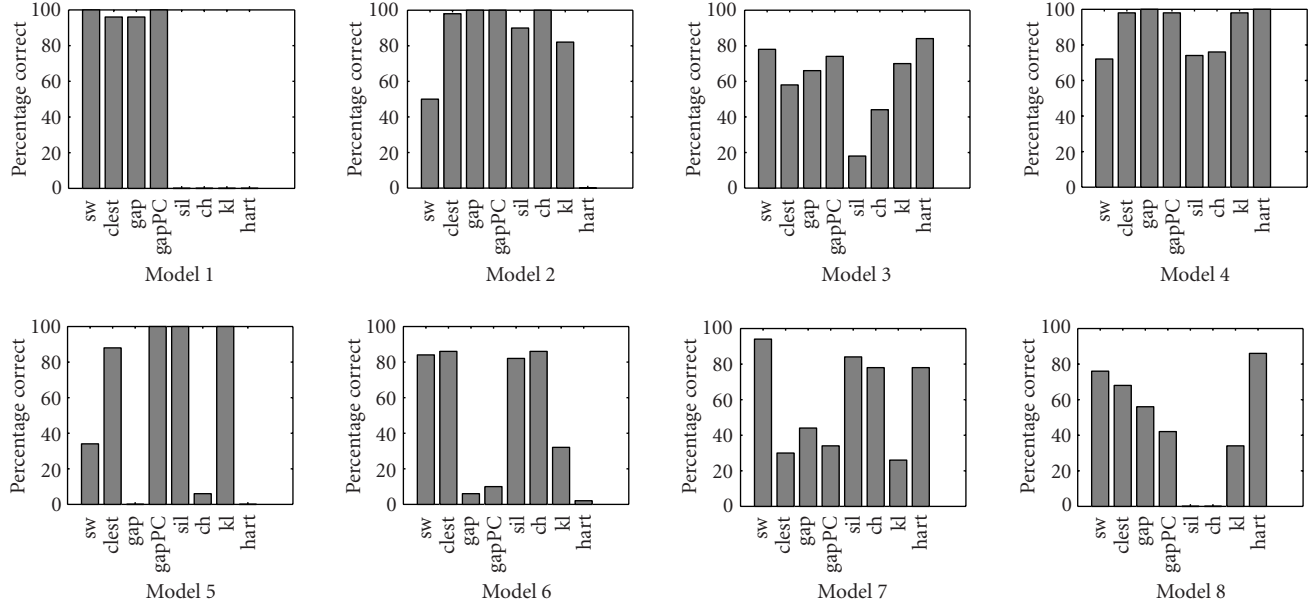 Percentage correct
100
80
60
40
20
0
sw
clest
gap
gapPC
sil
ch
kl
hart
Model 1
Percentage correct
100
80
60
40
20
0
sw
clest
gap
gapPC
sil
ch
kl
hart
Model 2
Percentage correct
100
80
60
40
20
0
sw
clest
gap
gapPC
sil
ch
kl
hart
Model 3
Percentage correct
100
80
60
40
20
0
sw
clest
gap
gapPC
sil
ch
kl
hart
Model 4
Percentage correct
100
80
60
40
20
0
sw
clest
gap
gapPC
sil
ch
kl
hart
Model 5
Percentage correct
100
80
60
40
20
0
sw
clest
gap
gapPC
sil
ch
kl
hart
Model 6
Percentage correct
100
80
60
40
20
0
sw
clest
gap
gapPC
sil
ch
kl
hart
Model 7
Percentage correct
100
80
60
40
20
0
sw
clest
gap
gapPC
sil
ch
kl
hart
Model 8